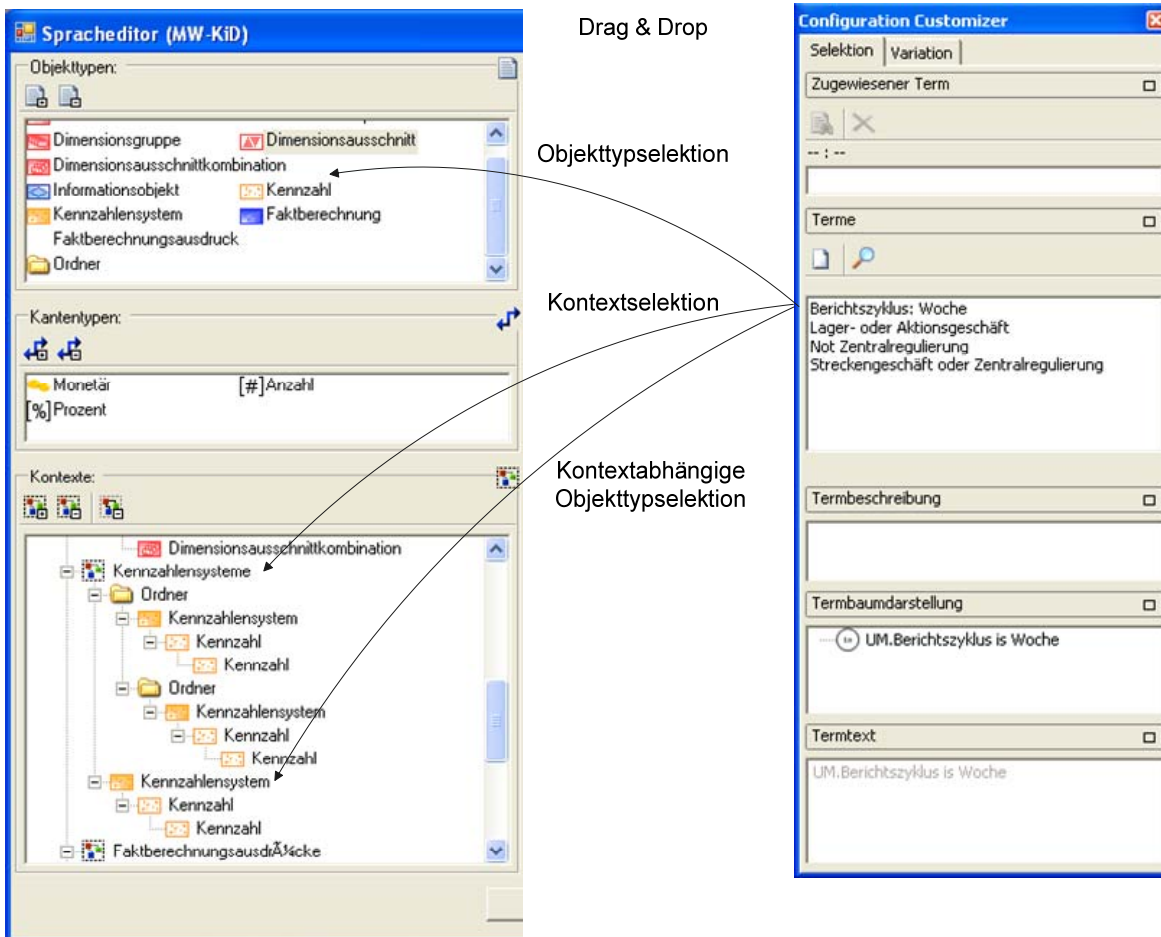 Spracheditor (MW-KiD)
Objekttypen:
Dimensionsgruppe Dimensionsausschnitt
Dimensionsausschnittkombination
Informationsobjekt Kennzahl
Kennzahlensystem Faktberechnung
Faktberechnungsausdruck
Ordner
Kantentypen:
Monetär [#]Anzahl
[%]Prozent
Kontexte:
Dimensionsausschnittkombination
Kennzahlensysteme
Ordner
Kennzahlensystem
Kennzahl
Kennzahl
Ordner
Kennzahlensystem
Kennzahl
Kennzahl
Kennzahlensystem
Kennzahl
Kennzahl
FaktberechnungsausdrÃ¼cke
Drag & Drop
Objekttypselektion
Kontextselektion
Kontextabhängige
Objekttypselektion
Configuration Customizer
Selektion Variation
Zugewiesener Term
-- : --
Terme
Berichtszyklus: Woche
Lager- oder Aktionsgeschäft
Not Zentralregulierung
Streckengeschäft oder Zentralregulierung
Termbeschreibung
Termbaumdarstellung
UM.Berichtszyklus is Woche
Termtext
UM.Berichtszyklus is Woche